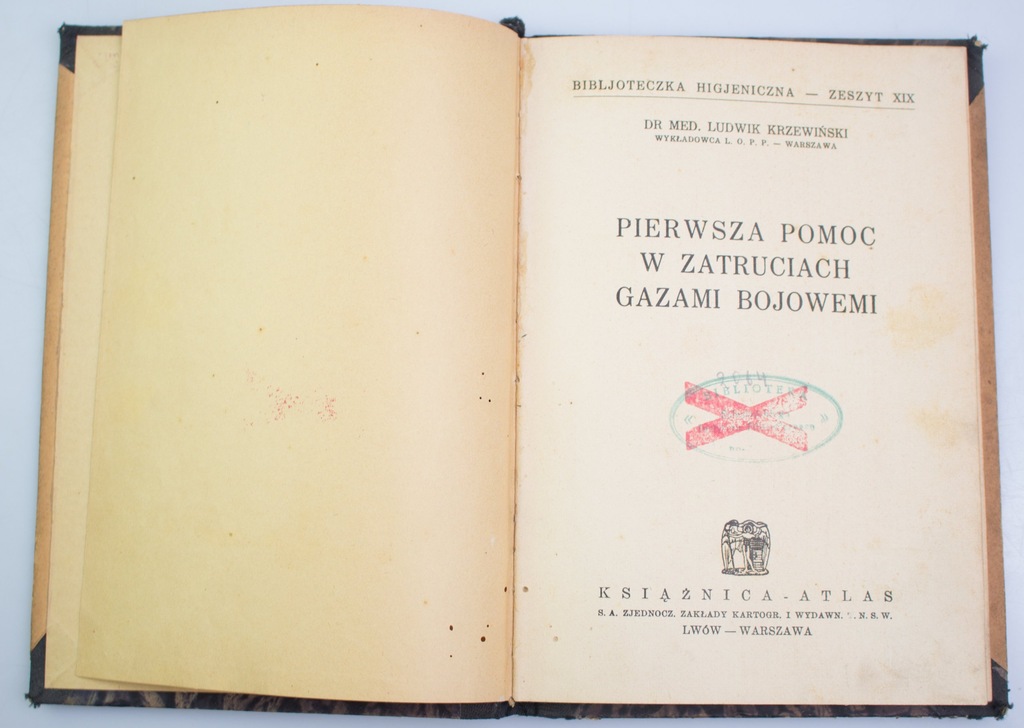 BIBLJOTECZKA HIGJENICZNA — ZESZYT XIX
DR MED. LUDWIK KRZEWIŃSKI
WYKŁADOWCA L. O. P. P. — WARSZAWA
PIERWSZA POMOC
W ZATRUCIACH
GAZAMI BOJOWEMI
BIBLIOTEKA
KSIĄŻNICA-ATLAS
S. A. ZJEDNOCZ. ZAKŁADY KARTOGR. I WYDAWN. N. S. W.
LWÓW — WARSZAWA